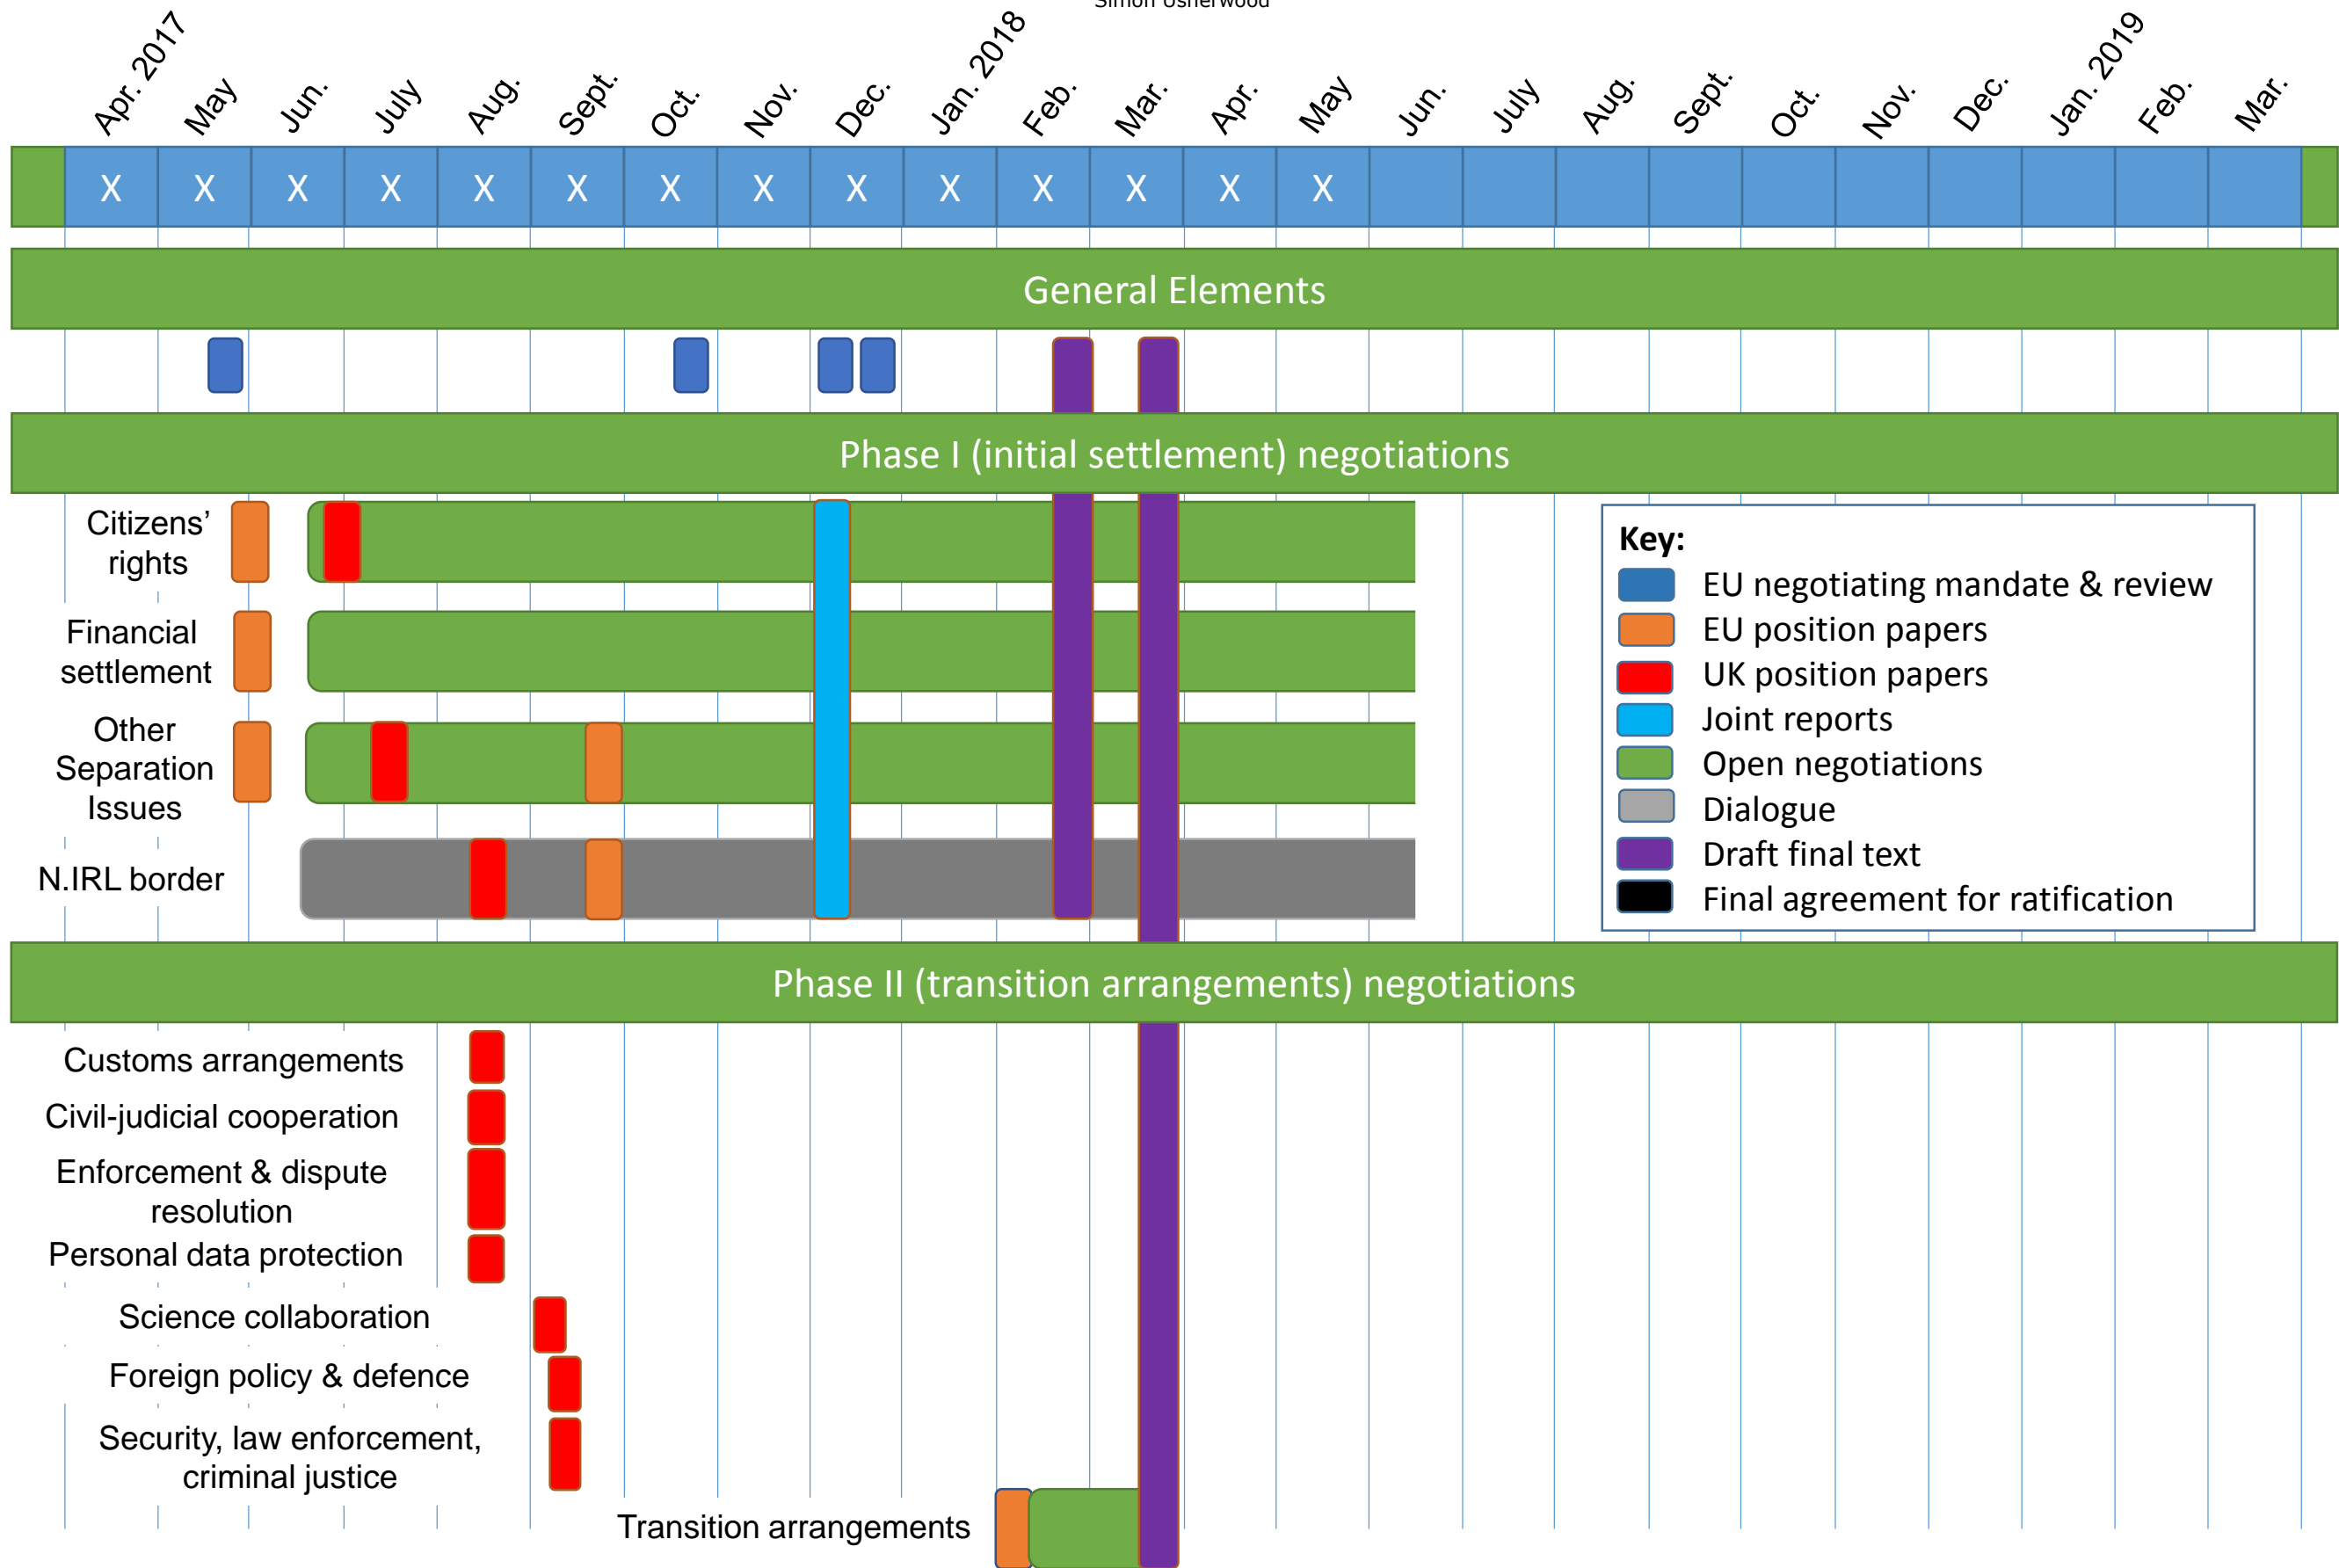 Simon Usherwood
Apr. 2017
May
Jun.
July
Aug.
Sept.
Oct.
Nov.
Dec.
Jan. 2018
Feb.
Mar.
Apr.
May
Jun.
July
Aug.
Sept.
Oct.
Nov.
Dec.
Jan. 2019
Feb.
Mar.
X X X X X X X X X X X X X X
General Elements
Phase I (initial settlement) negotiations
Citizens’
rights
Financial
settlement
Other
Separation
Issues
N.IRL border
Key:
EU negotiating mandate & review
EU position papers
UK position papers
Joint reports
Open negotiations
Dialogue
Draft final text
Final agreement for ratification
Phase II (transition arrangements) negotiations
Customs arrangements
Civil-judicial cooperation
Enforcement & dispute
resolution
Personal data protection
Science collaboration
Foreign policy & defence
Security, law enforcement,
criminal justice
Transition arrangements